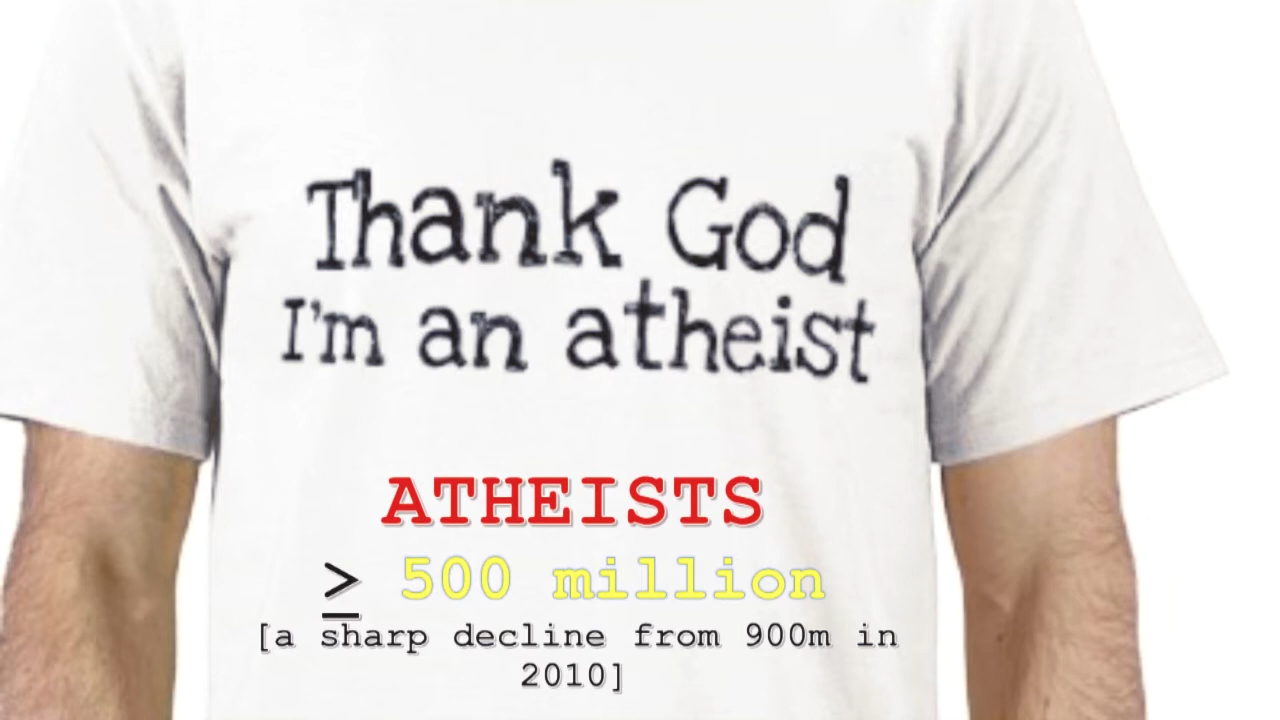 Thank God
I'm an atheist
ATHEISTS
≥ 500 million
[a sharp decline from 900m in
2010]